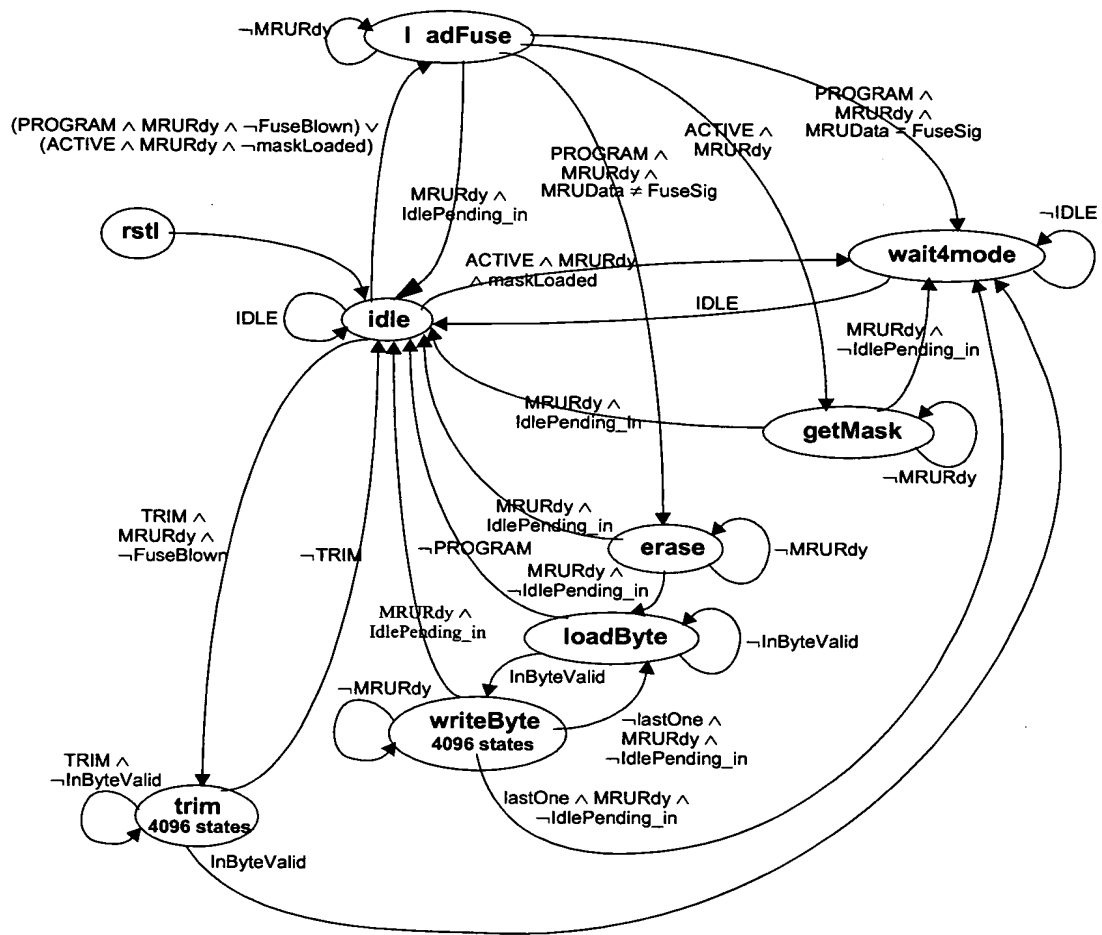 ¬MRURdy
l adFuse
(PROGRAM ∧ MRURdy ∧ ¬FuseBlown) ∨
(ACTIVE ∧ MRURdy ∧ ¬maskLoaded)
PROGRAM ∧
MRURdy ∧
MRUData = FuseSig
ACTIVE ∧
MRURdy
PROGRAM ∧
MRURdy ∧
MRUData ≠ FuseSig
MRURdy ∧
IdlePending_in
rstl
¬IDLE
wait4mode
ACTIVE ∧ MRURdy
∧ maskLoaded
IDLE
IDLE
idle
MRURdy ∧
¬IdlePending_in
MRURdy ∧
IdlePending_in
getMask
¬MRURdy
TRIM ∧
MRURdy ∧
¬FuseBlown
¬TRIM
MRURdy ∧
IdlePending_in
erase
¬MRURdy
¬PROGRAM
MRURdy ∧
¬IdlePending_in
MRURdy ∧
IdlePending_in
loadByte
¬InByteValid
InByteValid
¬MRURdy
writeByte
4096 states
¬lastOne ∧
MRURdy ∧
¬IdlePending_in
TRIM ∧
¬InByteValid
trim
4096 states
lastOne ∧ MRURdy ∧
¬IdlePending_in
InByteValid